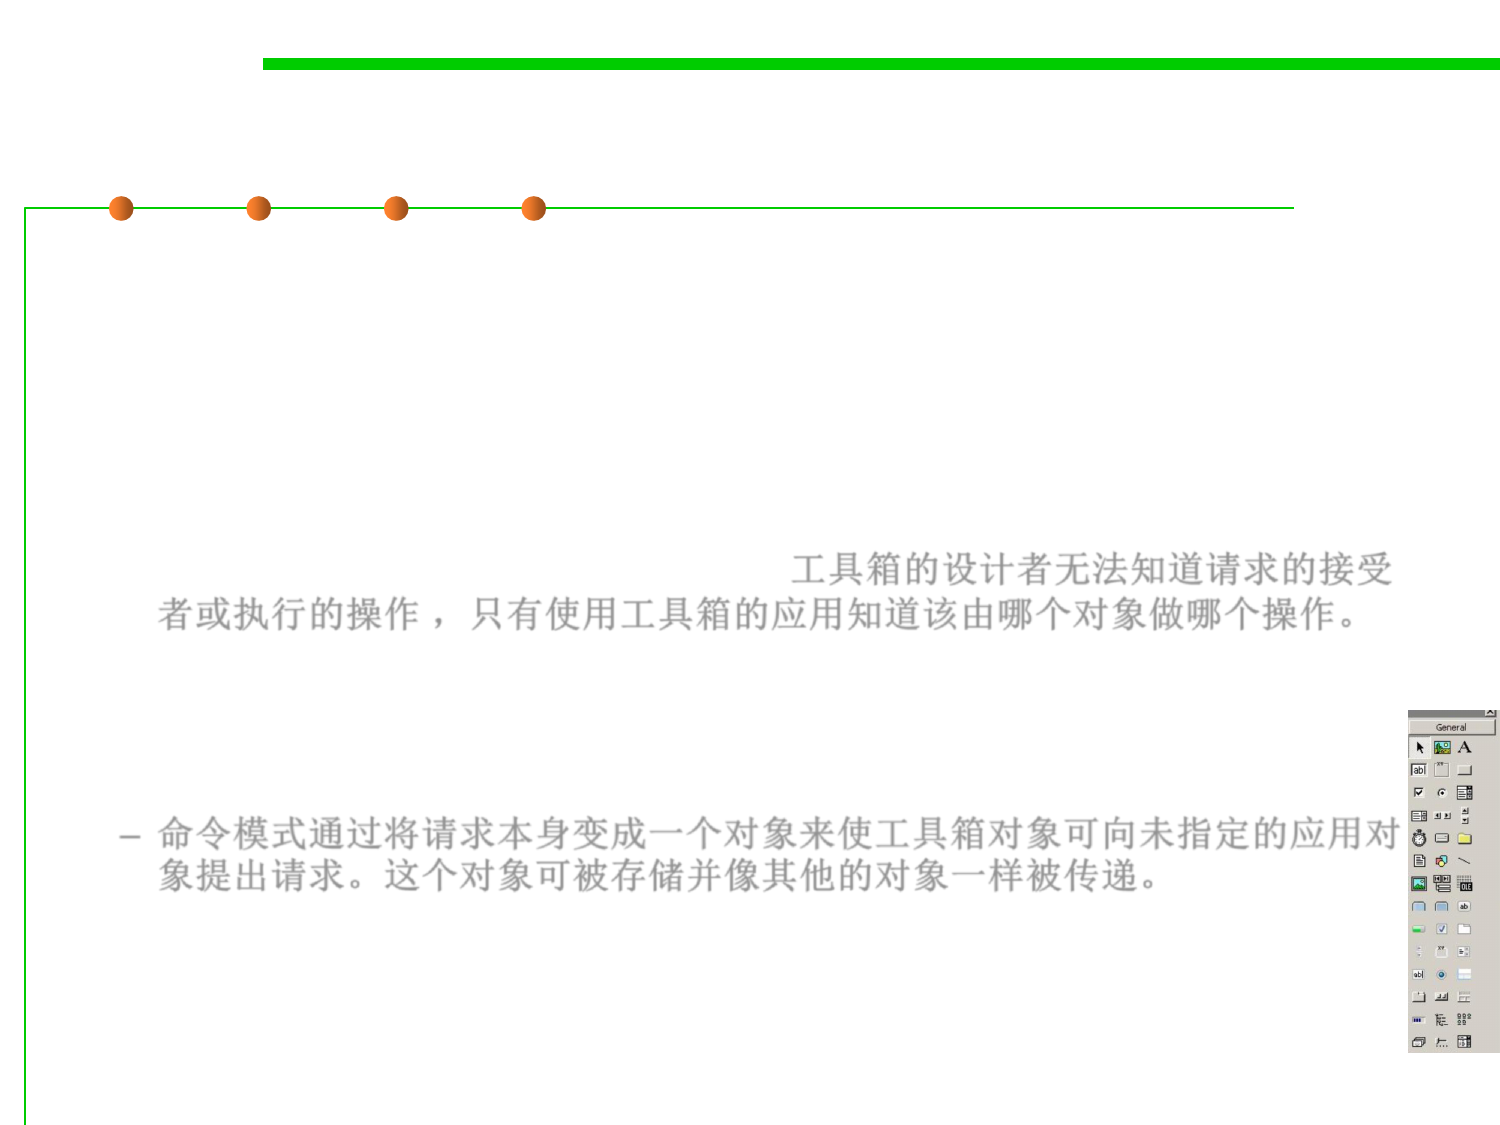 工具箱的设计者无法知道请求的接受
者或执行的操作 ，只有使用工具箱的应用知道该由哪个对象做哪个操作。
General
– 命令模式通过将请求本身变成一个对象来使工具箱对象可向未指定的应用对
象提出请求。这个对象可被存储并像其他的对象一样被传递。